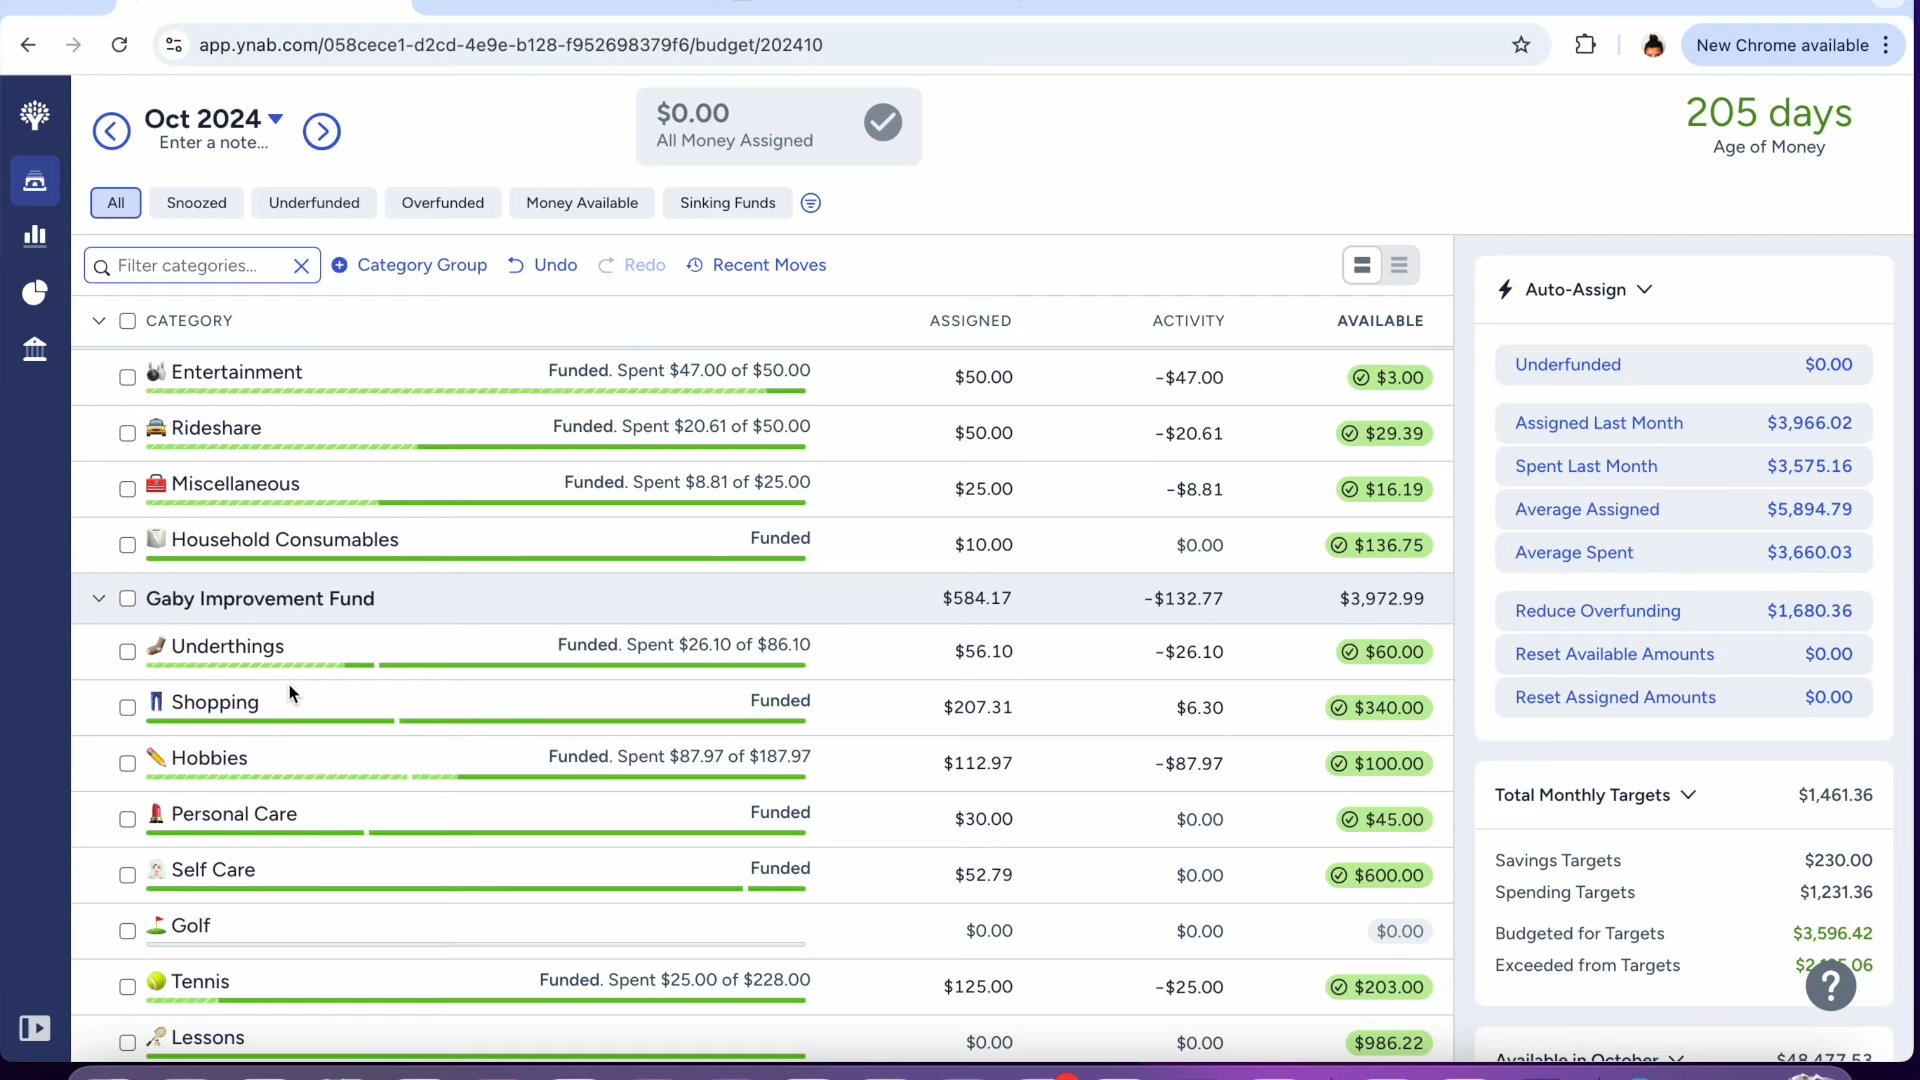 app.ynab.com/058cece1-d2cd-4e9e-b128-f952698379f6/budget/202410
New Chrome available
Oct 2024
Enter a note...
$0.00
All Money Assigned
205 days
Age of Money
All Snoozed Underfunded Overfunded Money Available Sinking Funds
Filter categories... Category Group Undo Redo Recent Moves
CATEGORY ASSIGNED ACTIVITY AVAILABLE
Entertainment Funded. Spent $47.00 of $50.00 $50.00 -$47.00 $3.00
Rideshare Funded. Spent $20.61 of $50.00 $50.00 -$20.61 $29.39
Miscellaneous Funded. Spent $8.81 of $25.00 $25.00 -$8.81 $16.19
Household Consumables Funded $10.00 $0.00 $136.75
Gaby Improvement Fund $584.17 -$132.77 $3,972.99
Underthings Funded. Spent $26.10 of $86.10 $56.10 -$26.10 $60.00
Shopping Funded $207.31 $6.30 $340.00
Hobbies Funded. Spent $87.97 of $187.97 $112.97 -$87.97 $100.00
Personal Care Funded $30.00 $0.00 $45.00
Self Care Funded $52.79 $0.00 $600.00
Golf $0.00 $0.00 $0.00
Tennis Funded. Spent $25.00 of $228.00 $125.00 -$25.00 $203.00
Lessons $0.00 $0.00 $986.22
Auto-Assign
Underfunded $0.00
Assigned Last Month $3,966.02
Spent Last Month $3,575.16
Average Assigned $5,894.79
Average Spent $3,660.03
Reduce Overfunding $1,680.36
Reset Available Amounts $0.00
Reset Assigned Amounts $0.00
Total Monthly Targets $1,461.36
Savings Targets $230.00
Spending Targets $1,231.36
Budgeted for Targets $3,596.42
Exceeded from Targets
?
Available in October $48,477.53